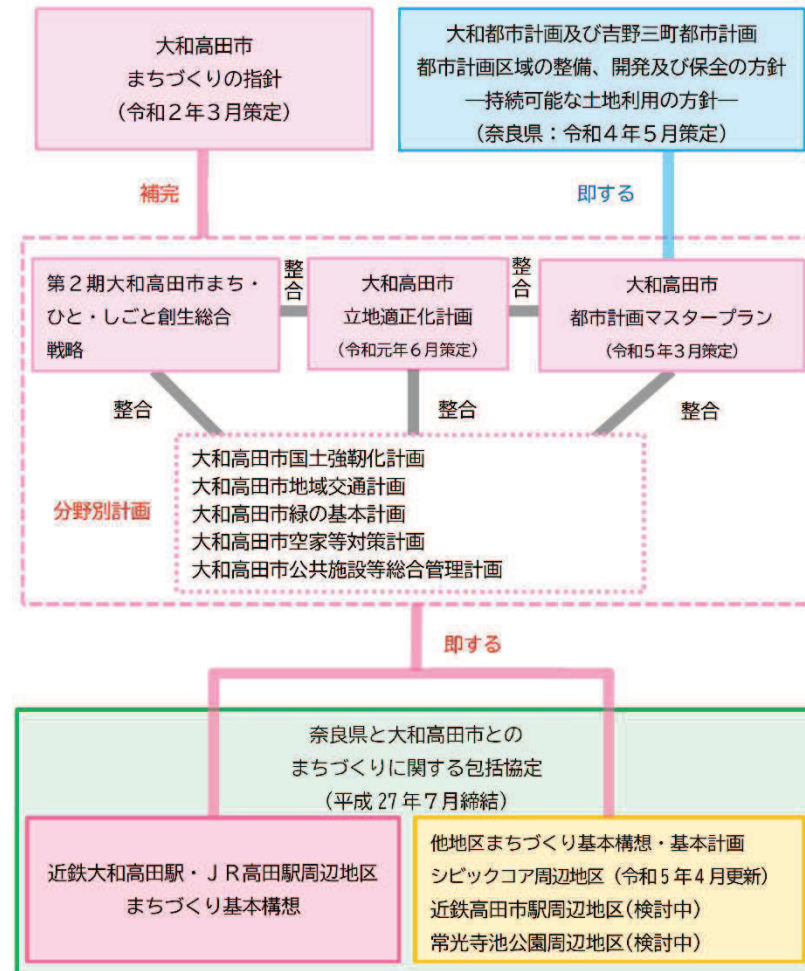 大和高田市
まちづくりの指針
(令和2年3月策定)
大和都市計画及び吉野三町都市計画
都市計画区域の整備、開発及び保全の方針
―持続可能な土地利用の方針―
(奈良県：令和4年5月策定)
補完
即する
第2期大和高田市まち・
ひと・しごと創生総合
戦略
整合
大和高田市
立地適正化計画
(令和元年6月策定)
整合
大和高田市
都市計画マスタープラン
(令和5年3月策定)
整合
整合
整合
分野別計画
大和高田市国土強靭化計画
大和高田市地域交通計画
大和高田市緑の基本計画
大和高田市空家等対策計画
大和高田市公共施設等総合管理計画
即する
奈良県と大和高田市との
まちづくりに関する包括協定
(平成27年7月締結)
近鉄大和高田駅・JR高田駅周辺地区
まちづくり基本構想
他地区まちづくり基本構想・基本計画
シビックコア周辺地区（令和5年4月更新）
近鉄高田市駅周辺地区(検討中)
常光寺池公園周辺地区(検討中)